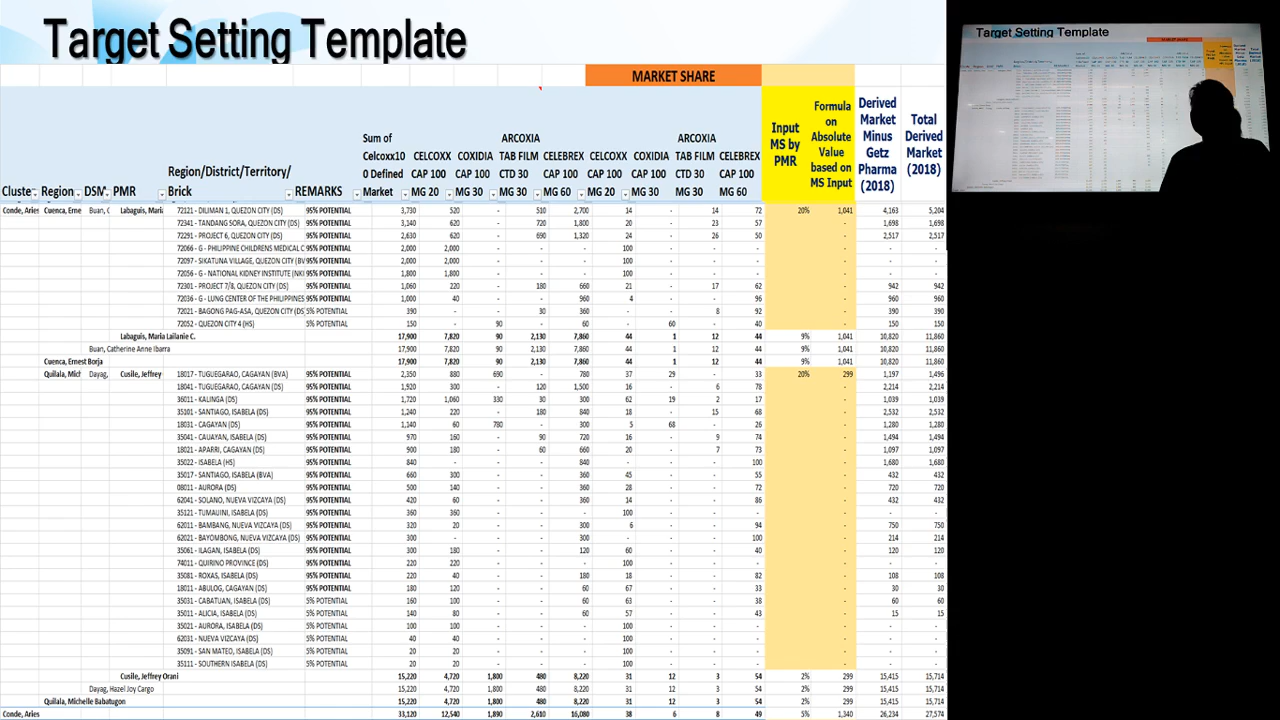 Target Setting Template
MARKET SHARE
Cluste Region DSM PMR Region/District/Territory/ Brick REMARKS Sum of Celcoxx10 Defined Market CELCOXX CAP 100 MG 20 COXIDIA CAP 100 MG 30 ARCOXIA TAB FILM CTD 30 MG 30 CELEBREX CAP 100 MG 60 CELCOXX CAP 100 MG 20 COXIDIA CAP 100 MG 30 ARCOXIA TAB FILM CTD 30 MG 30 CELEBREX CAP 100 MG 60 Input MS by PMR Formula on Absolute Value based on MS Input Derived Market Minus Getz Pharma (2018) Total Derived Market (2018)
Conde, Aries Cuenca, Erne Buan, C Labaguis, Maria 72121 - DILIMAN 1, QUEZON CITY (DS) 95% POTENTIAL 3,730 520 - 510 2,700 14 - 14 72 20% 1,041 4,163 5,204
72341 - TANDANG SORA, QUEZON CITY (DS) 95% POTENTIAL 3,140 620 - 720 1,800 20 - 23 57 - 1,698 1,698
72291 - PROJECT 6, QUEZON CITY (DS) 95% POTENTIAL 2,630 620 - 690 1,320 24 - 26 50 - 2,517 2,517
72066 - G - PHILIPPINE CHILDRENS MEDICAL C 95% POTENTIAL 2,000 2,000 - - - 100 - - - - - -
72097 - SIKATUNA VILLAGE, QUEZON CITY (BV 95% POTENTIAL 2,000 2,000 - - - 100 - - - - - -
72056 - G - NATIONAL KIDNEY INSTITUTE (NKI 95% POTENTIAL 1,800 1,800 - - - 100 - - - - - -
72301 - PROJECT 7/8, QUEZON CITY (DS) 95% POTENTIAL 1,060 220 - 180 660 21 - 17 62 - 942 942
72036 - G - LUNG CENTER OF THE PHILIPPINES 95% POTENTIAL 1,000 40 - - 960 4 - - 96 - 960 960
72021 - BAGONG PAG-ASA, QUEZON CITY (DS 5% POTENTIAL 390 - - 30 360 - - 8 92 - 390 390
72052 - QUEZON CITY 4 (HS) 5% POTENTIAL 150 - 90 - 60 - 60 - 40 - 150 150
Labaguis, Maria Lailanie C. 17,900 7,820 90 2,130 7,860 44 1 12 44 9% 1,041 10,820 11,860
Buan, Catherine Anne Ibarra 17,900 7,820 90 2,130 7,860 44 1 12 44 9% 1,041 10,820 11,860
Cuenca, Ernest Borja 17,900 7,820 90 2,130 7,860 44 1 12 44 9% 1,041 10,820 11,860
Quilala, Mich Dayag, Cusile, Jeffrey 18017 - TUGUEGARAO, CAGAYAN (BVA) 95% POTENTIAL 2,350 880 690 - 780 37 29 - 33 20% 299 1,197 1,496
18041 - TUGUEGARAO, CAGAYAN (DS) 95% POTENTIAL 1,920 300 - 120 1,500 16 - 6 78 - 2,214 2,214
36011 - KALINGA (DS) 95% POTENTIAL 1,720 1,060 330 30 300 62 19 2 17 - 1,039 1,039
35101 - SANTIAGO, ISABELA (DS) 95% POTENTIAL 1,240 220 - 180 840 18 - 15 68 - 2,532 2,532
18031 - CAGAYAN (DS) 95% POTENTIAL 1,140 60 780 - 300 5 68 - 26 - 1,280 1,280
35041 - CAUAYAN, ISABELA (DS) 95% POTENTIAL 970 160 - 90 720 16 - 9 74 - 1,494 1,494
18021 - APARRI, CAGAYAN (DS) 95% POTENTIAL 900 180 - 60 660 20 - 7 73 - 1,097 1,097
35022 - ISABELA (HS) 95% POTENTIAL 840 - - - 840 - - - 100 - 1,680 1,680
35017 - SANTIAGO, ISABELA (BVA) 95% POTENTIAL 660 300 - - 360 45 - - 55 - 432 432
08011 - AURORA (DS) 95% POTENTIAL 500 140 - - 360 28 - - 72 - 720 720
62041 - SOLANO, NUEVA VIZCAYA (DS) 95% POTENTIAL 420 60 - - 360 14 - - 86 - 432 432
35121 - TUMAUINI, ISABELA (DS) 95% POTENTIAL 360 360 - - - 100 - - - - - -
62011 - BAMBANG, NUEVA VIZCAYA (DS) 95% POTENTIAL 320 20 - - 300 6 - - 94 - 750 750
62021 - BAYOMBONG, NUEVA VIZCAYA (DS) 95% POTENTIAL 300 - - - 300 - - - 100 - 214 214
35061 - ILAGAN, ISABELA (DS) 95% POTENTIAL 300 180 - - 120 60 - - 40 - 120 120
74011 - QUIRINO PROVINCE (DS) 95% POTENTIAL 220 220 - - - 100 - - - - - -
35081 - ROXAS, ISABELA (DS) 95% POTENTIAL 220 40 - - 180 18 - - 82 - 108 108
18011 - ABULOG, CAGAYAN (DS) 95% POTENTIAL 180 120 - - 60 67 - - 33 - 30 30
35031 - CABATUAN, ISABELA (DS) 5% POTENTIAL 160 100 - - 60 63 - - 38 - 60 60
35011 - ALICIA, ISABELA (DS) 5% POTENTIAL 140 80 - - 60 57 - - 43 - 15 15
35021 - AURORA, ISABELA (DS) 5% POTENTIAL 100 100 - - - 100 - - - - - -
62031 - NUEVA VIZCAYA (DS) 5% POTENTIAL 40 40 - - - 100 - - - - - -
35091 - SAN MATEO, ISABELA (DS) 5% POTENTIAL 20 20 - - - 100 - - - - - -
35111 - SOUTHERN ISABELA (DS) 5% POTENTIAL 20 20 - - - 100 - - - - - -
Cusile, Jeffrey Orani 15,220 4,720 1,800 480 8,220 31 12 3 54 2% 299 15,415 15,714
Dayag, Hazel Joy Cargo 15,220 4,720 1,800 480 8,220 31 12 3 54 2% 299 15,415 15,714
Quilala, Michelle Babatugon 15,220 4,720 1,800 480 8,220 31 12 3 54 2% 299 15,415 15,714
Conde, Aries 33,120 12,540 1,890 2,610 16,080 38 6 8 49 5% 1,340 26,234 27,574
Target Setting Template